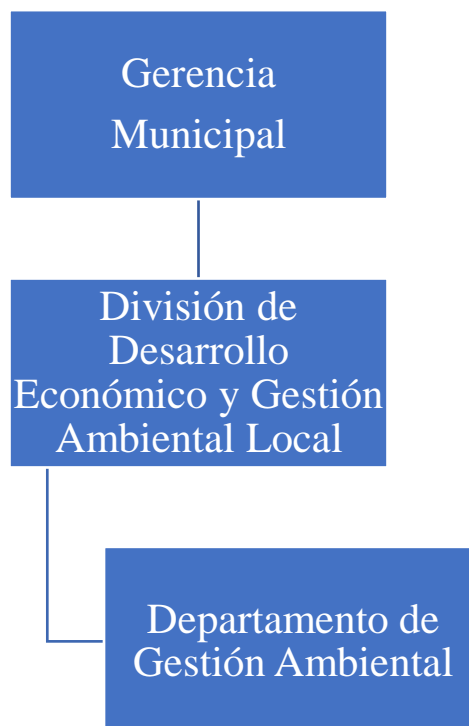 Gerencia
Municipal
División de
Desarrollo
Económico y Gestión
Ambiental Local
Departamento de
Gestión Ambiental